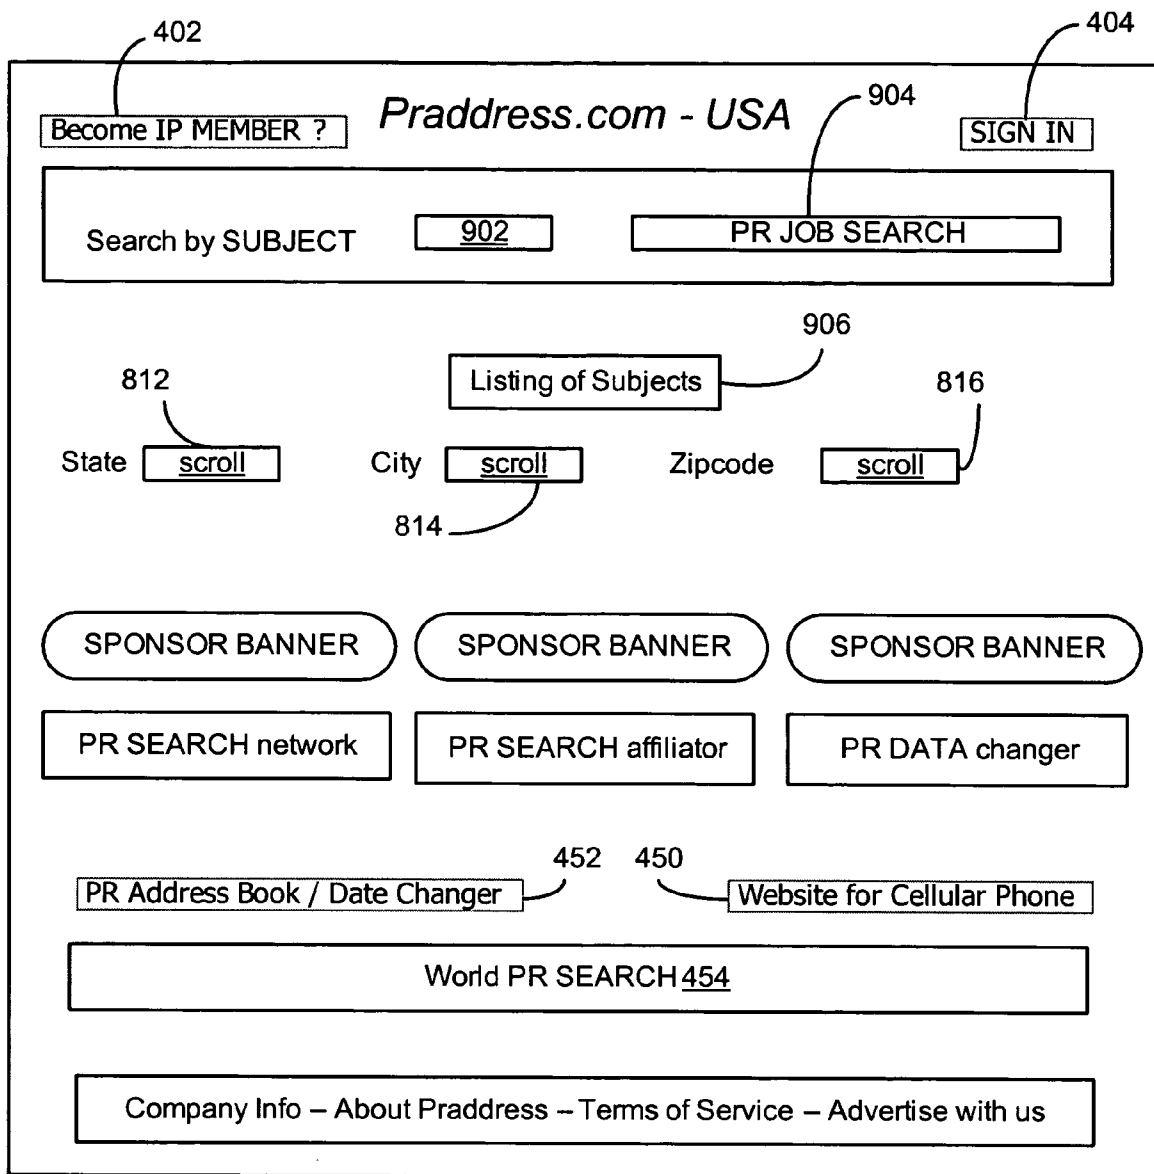 402
404
Praddress.com - USA
904
Become IP MEMBER ?
SIGN IN
Search by SUBJECT 902 PR JOB SEARCH
906
Listing of Subjects
812
816
State scroll City scroll Zipcode scroll
814
SPONSOR BANNER SPONSOR BANNER SPONSOR BANNER
PR SEARCH network PR SEARCH affiliator PR DATA changer
452 450
PR Address Book / Date Changer Website for Cellular Phone
World PR SEARCH 454
Company Info – About Praddress – Terms of Service – Advertise with us